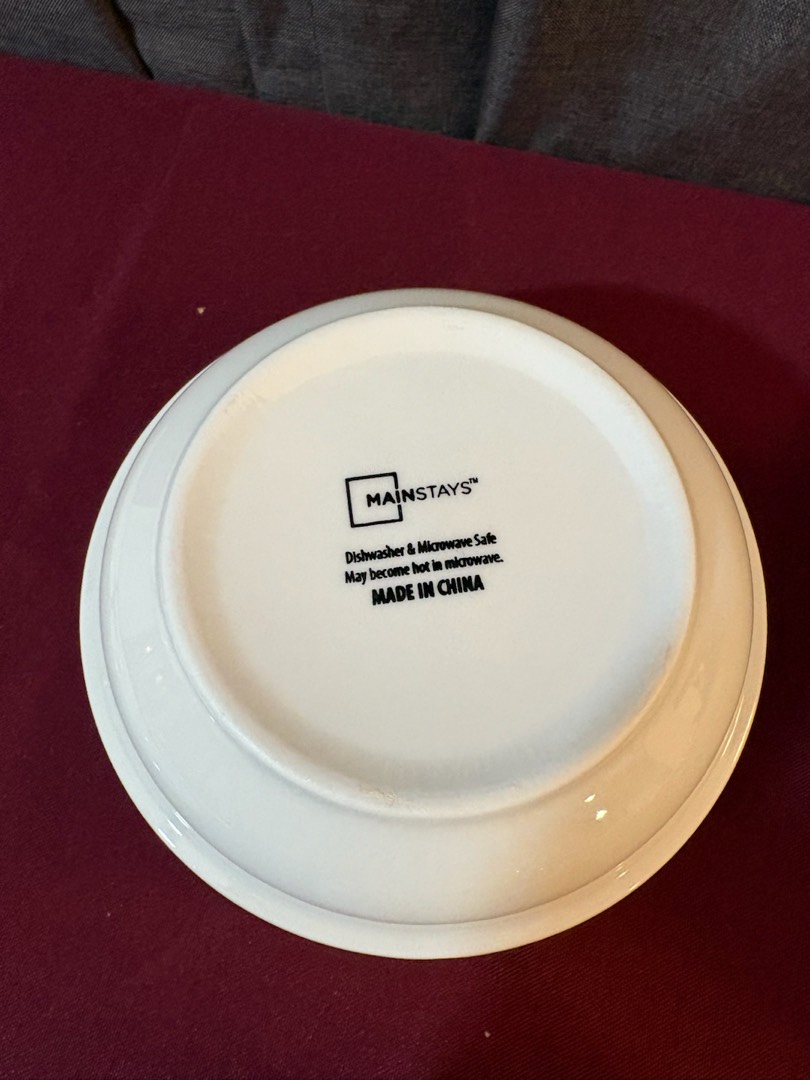 MAINSTAYS™
Dishwasher & Microwave Safe
May become hot in microwave.
MADE IN CHINA